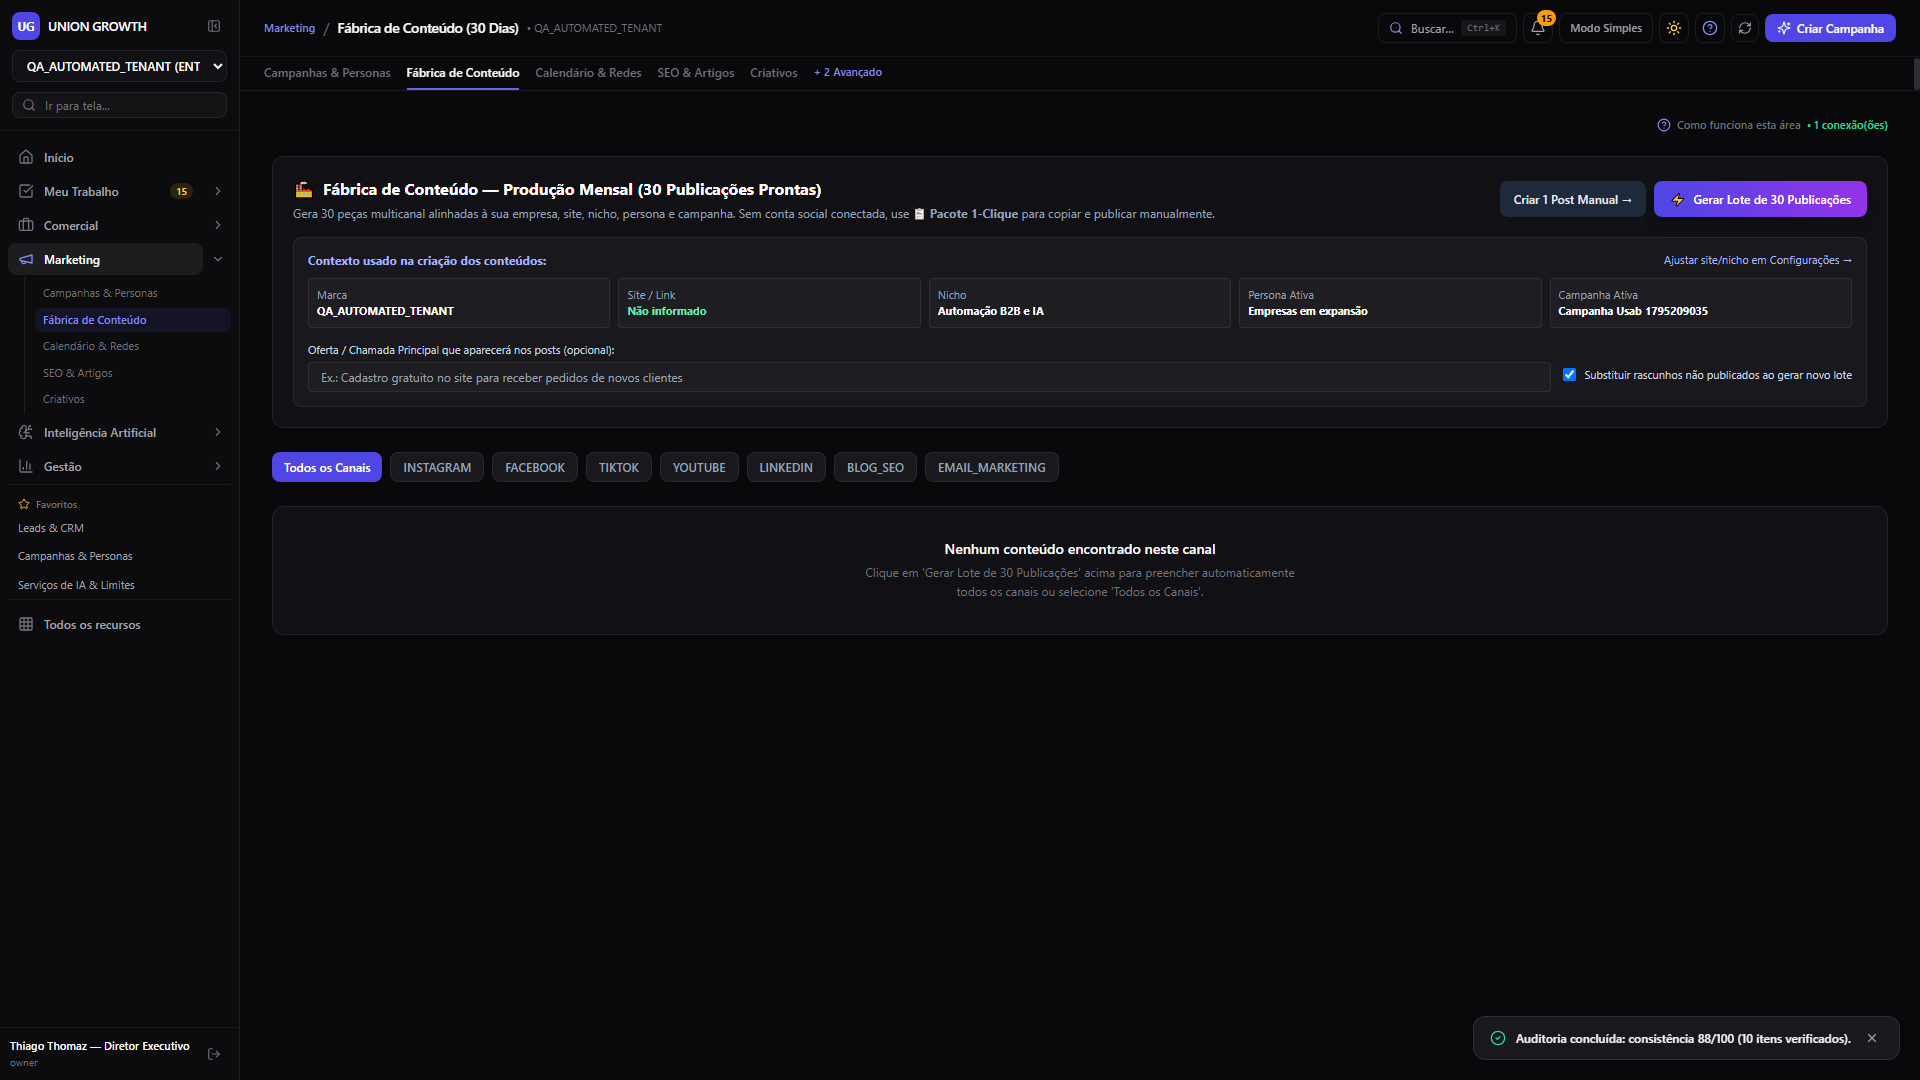 UG UNION GROWTH
QA_AUTOMATED_TENANT (ENT
Ir para tela...
Início
Meu Trabalho 15
Comercial
Marketing
Campanhas & Personas
Fábrica de Conteúdo
Calendário & Redes
SEO & Artigos
Criativos
Inteligência Artificial
Gestão
Favoritos
Leads & CRM
Campanhas & Personas
Serviços de IA & Limites
Todos os recursos
Thiago Thomaz — Diretor Executivo
owner
Marketing / Fábrica de Conteúdo (30 Dias) • QA_AUTOMATED_TENANT
Buscar... Ctrl+K
15
Modo Simples
Criar Campanha
Campanhas & Personas Fábrica de Conteúdo Calendário & Redes SEO & Artigos Criativos + 2 Avançado
Como funciona esta área • 1 conexão(ões)
Fábrica de Conteúdo — Produção Mensal (30 Publicações Prontas)
Gera 30 peças multicanal alinhadas à sua empresa, site, nicho, persona e campanha. Sem conta social conectada, use 📋 Pacote 1-Clique para copiar e publicar manualmente.
Criar 1 Post Manual →
⚡ Gerar Lote de 30 Publicações
Contexto usado na criação dos conteúdos:
Ajustar site/nicho em Configurações →
Marca
QA_AUTOMATED_TENANT
Site / Link
Não informado
Nicho
Automação B2B e IA
Persona Ativa
Empresas em expansão
Campanha Ativa
Campanha Usab 1795209035
Oferta / Chamada Principal que aparecerá nos posts (opcional):
Ex.: Cadastro gratuito no site para receber pedidos de novos clientes
Substituir rascunhos não publicados ao gerar novo lote
Todos os Canais INSTAGRAM FACEBOOK TIKTOK YOUTUBE LINKEDIN BLOG_SEO EMAIL_MARKETING
Nenhum conteúdo encontrado neste canal
Clique em 'Gerar Lote de 30 Publicações' acima para preencher automaticamente
todos os canais ou selecione 'Todos os Canais'.
Auditoria concluída: consistência 88/100 (10 itens verificados).